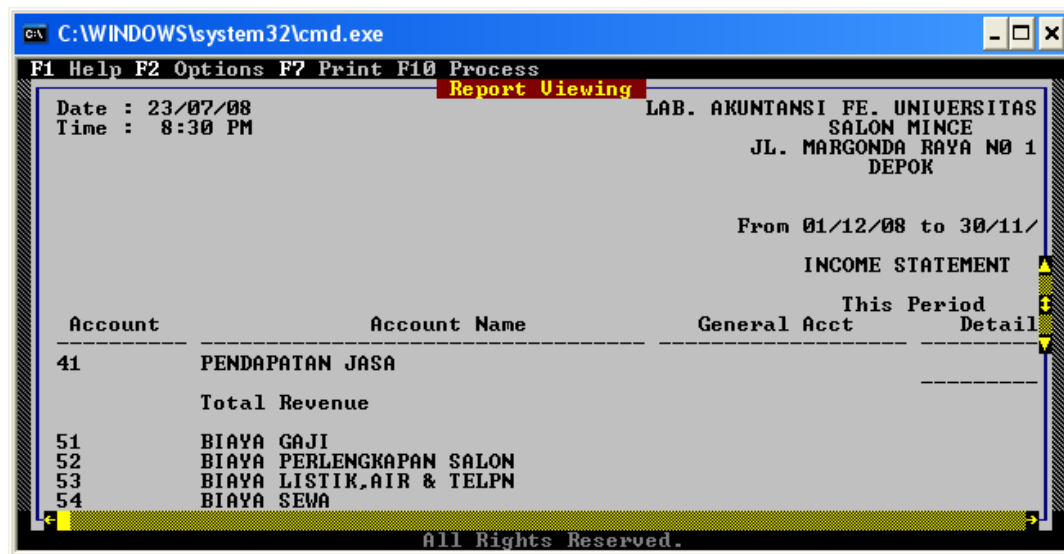 C:\WINDOWS\system32\cmd.exe
F1 Help F2 Options F7 Print F10 Process
Report Viewing
Date : 23/07/08 LAB. AKUNTANSI FE. UNIVERSITAS
Time : 8:30 PM SALON MINCE
JL. MARGONDA RAYA NO 1
DEPOK
From 01/12/08 to 30/11/
INCOME STATEMENT
This Period
Account Account Name General Acct Detail
41 PENDAPATAN JASA
Total Revenue
51 BIAYA GAJI
52 BIAYA PERLENGKAPAN SALON
53 BIAYA LISTIK,AIR & TELPN
54 BIAYA SEWA
All Rights Reserved.